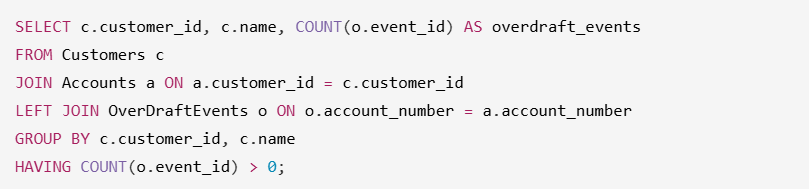 SELECT c.customer_id, c.name, COUNT(o.event_id) AS overdraft_events
FROM Customers c
JOIN Accounts a ON a.customer_id = c.customer_id
LEFT JOIN OverDraftEvents o ON o.account_number = a.account_number
GROUP BY c.customer_id, c.name
HAVING COUNT(o.event_id) > 0;